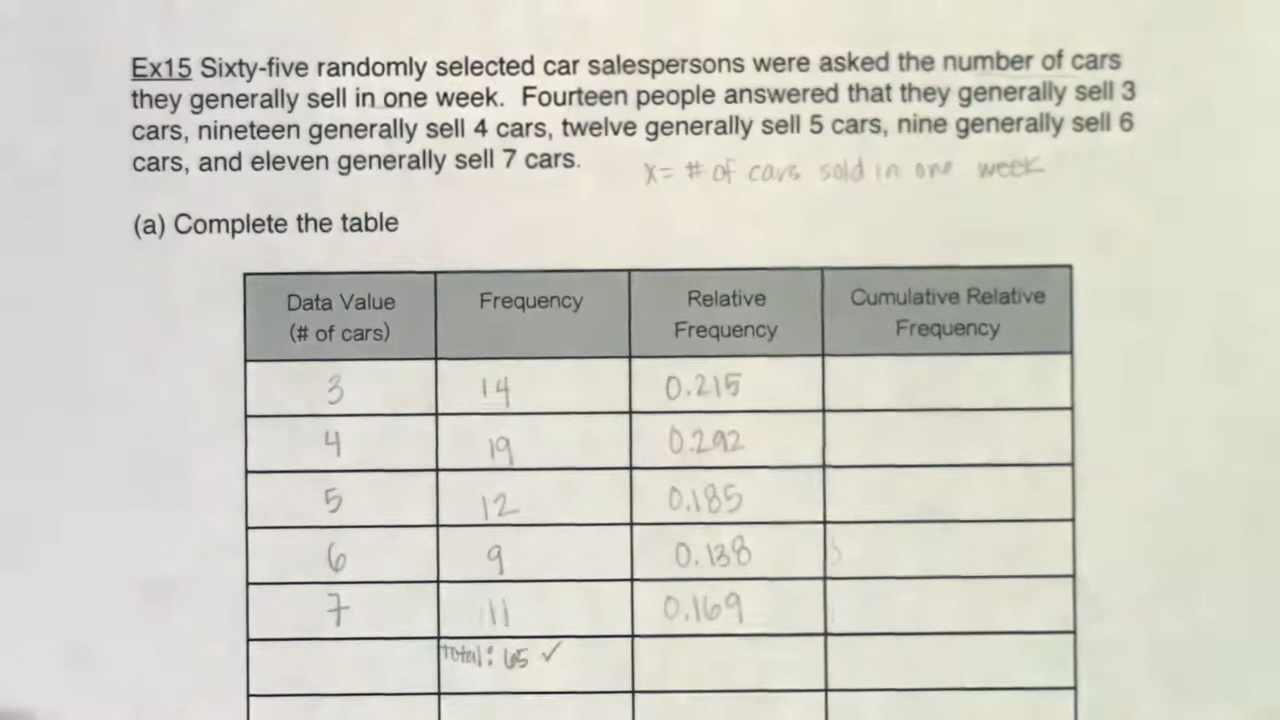 Ex15 Sixty-five randomly selected car salespersons were asked the number of cars
they generally sell in one week. Fourteen people answered that they generally sell 3
cars, nineteen generally sell 4 cars, twelve generally sell 5 cars, nine generally sell 6
cars, and eleven generally sell 7 cars.
x= # of cars sold in one week
(a) Complete the table
Data Value (# of cars) Frequency Relative Frequency Cumulative Relative Frequency
3 14 0.215
4 19 0.292
5 12 0.185
6 9 0.138
7 11 0.169
Total: 65 ✓